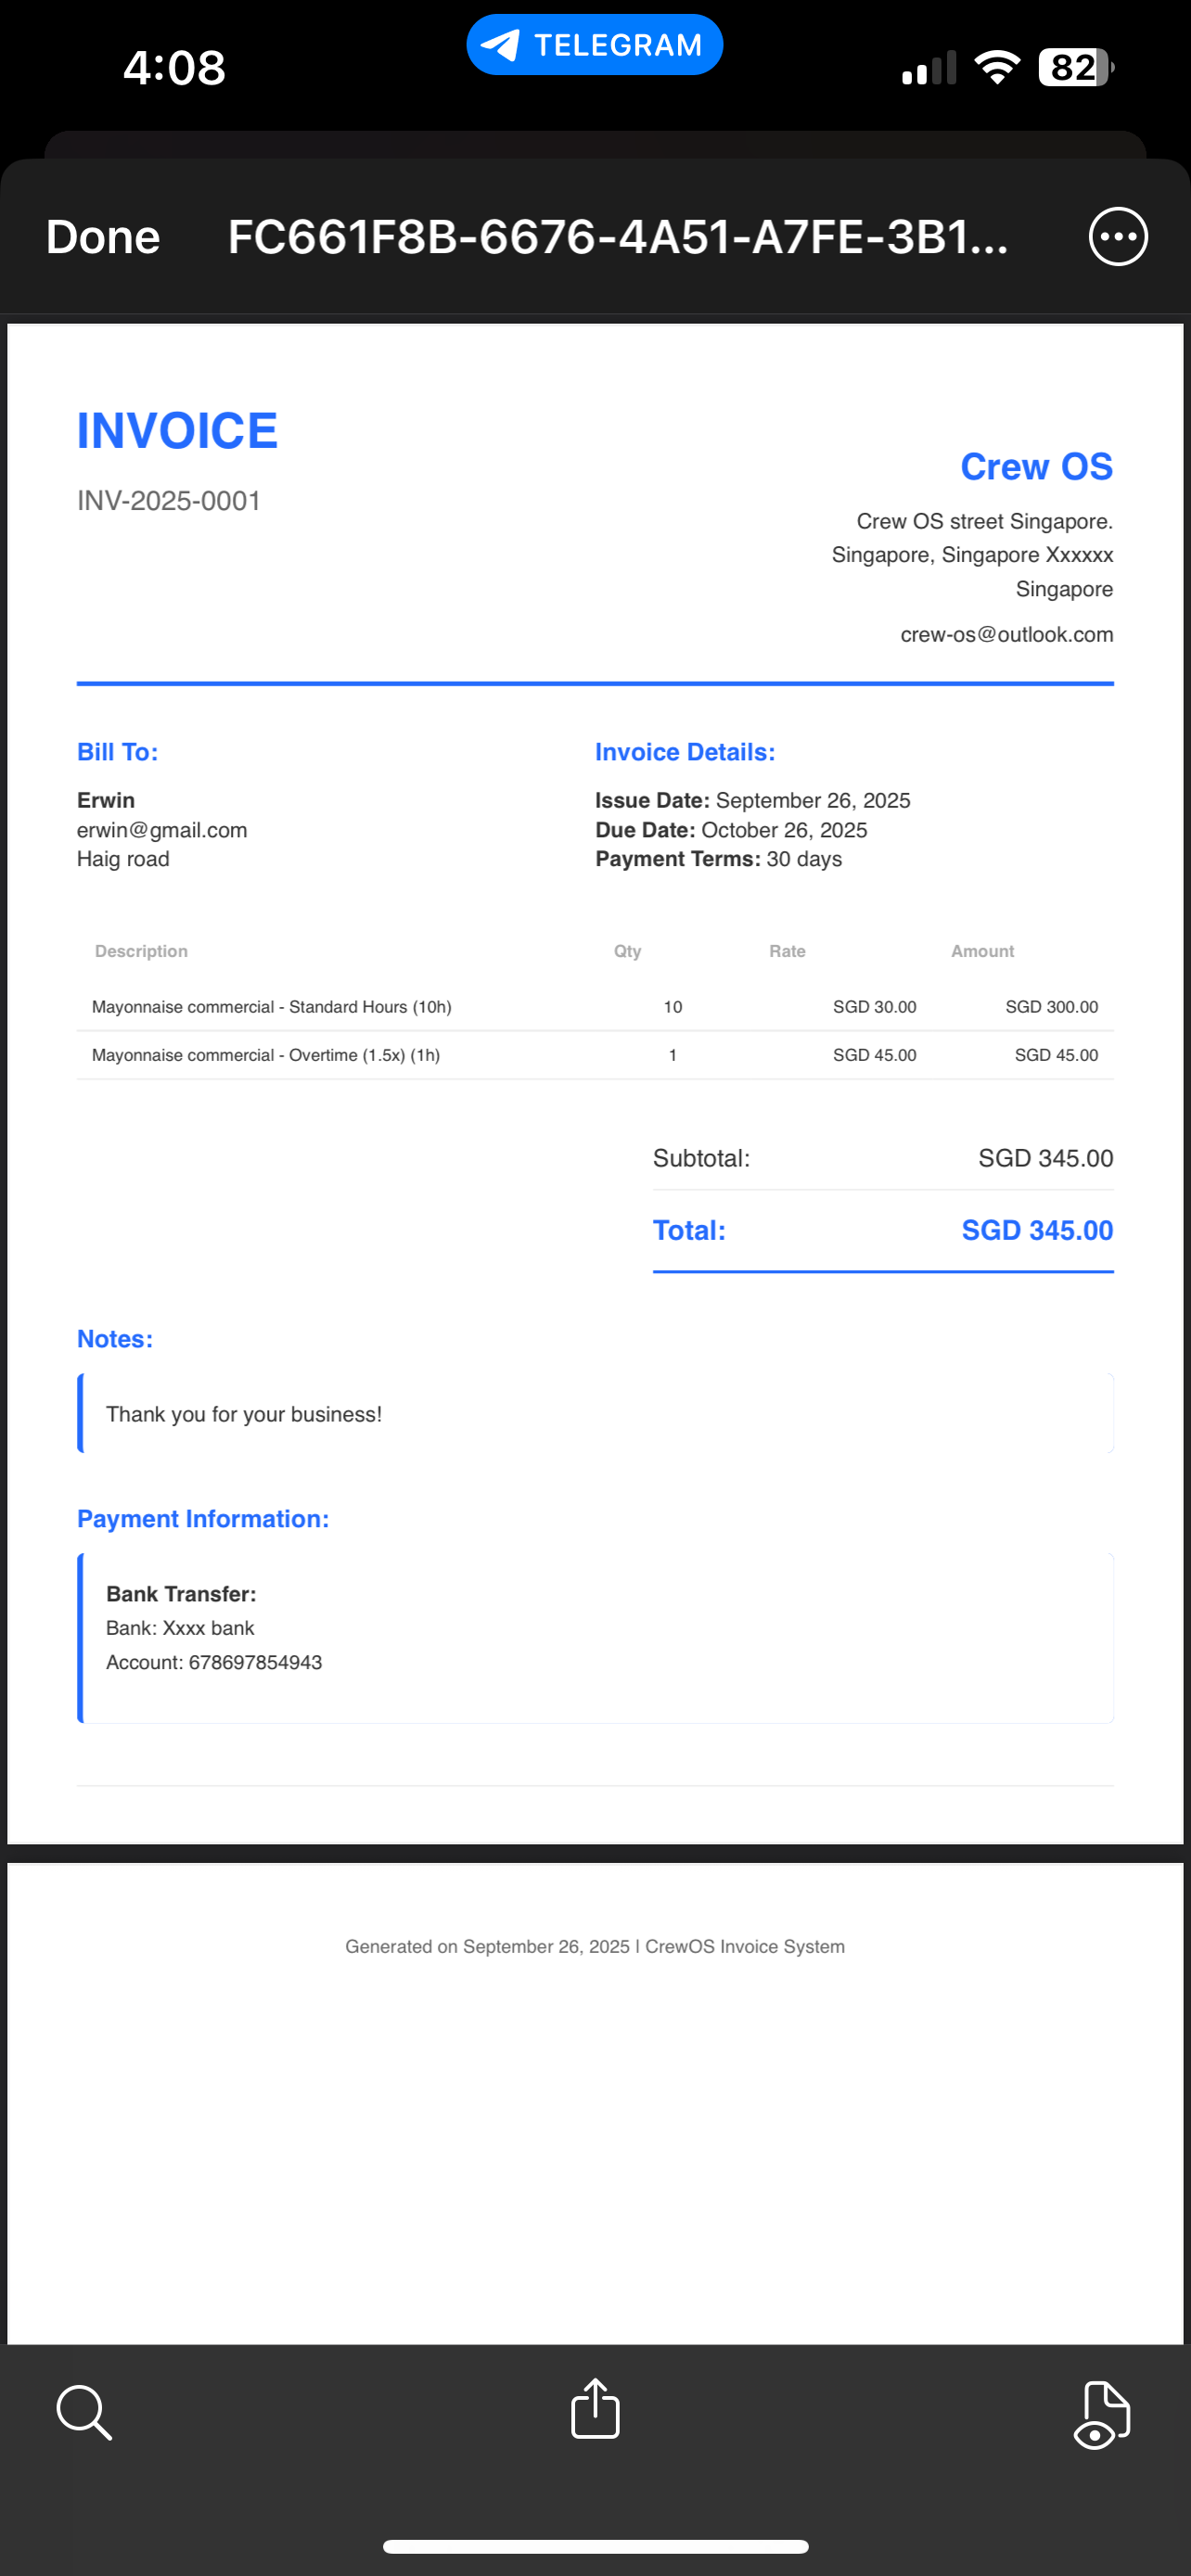 4:08
TELEGRAM
82
Done
FC661F8B-6676-4A51-A7FE-3B1...
INVOICE
INV-2025-0001
Crew OS
Crew OS street Singapore.
Singapore, Singapore Xxxxxx
Singapore
crew-os@outlook.com
Bill To:
Erwin
erwin@gmail.com
Haig road
Invoice Details:
Issue Date: September 26, 2025
Due Date: October 26, 2025
Payment Terms: 30 days
Description Qty Rate Amount
Mayonnaise commercial - Standard Hours (10h) 10 SGD 30.00 SGD 300.00
Mayonnaise commercial - Overtime (1.5x) (1h) 1 SGD 45.00 SGD 45.00
Subtotal: SGD 345.00
Total: SGD 345.00
Notes:
Thank you for your business!
Payment Information:
Bank Transfer:
Bank: Xxxx bank
Account: 678697854943
Generated on September 26, 2025 | CrewOS Invoice System